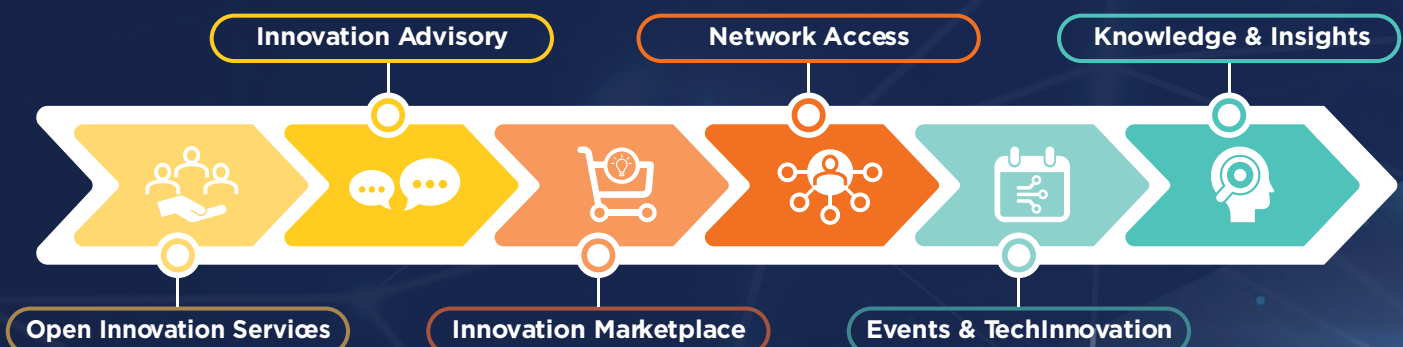 Innovation Advisory
Network Access
Knowledge & Insights
Open Innovation Services
Innovation Marketplace
Events & TechInnovation